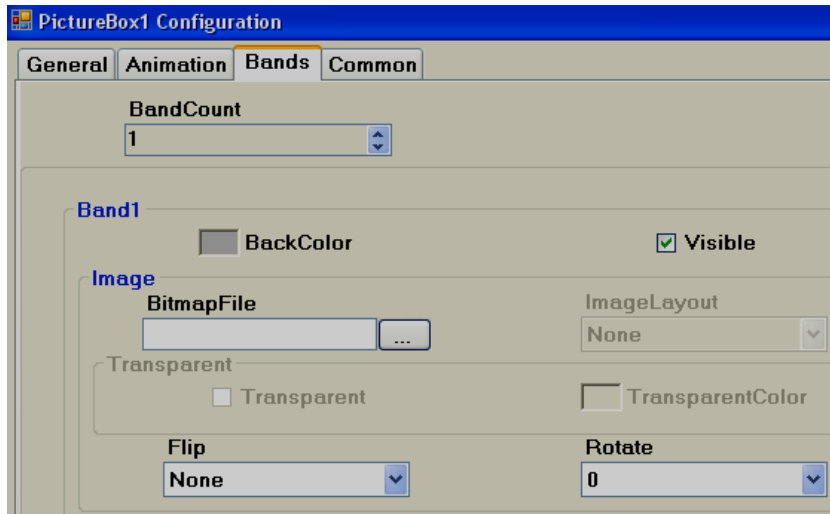 PictureBox1 Configuration
General Animation Bands Common
BandCount
1
Band1
BackColor Visible
Image
BitmapFile ImageLayout
... None
Transparent
Transparent TransparentColor
Flip Rotate
None 0